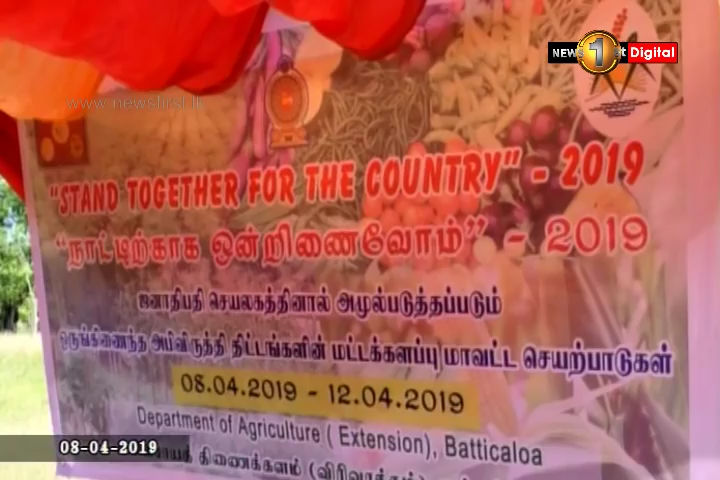 NEWS 1st Digital
www.newsfirst.lk
"STAND TOGETHER FOR THE COUNTRY" - 2019
"நாட்டிற்காக ஒன்றிணைவோம்" - 2019
ஜனாதிபதி செயலகத்தினால் அமுல்படுத்தப்படும்
ஒருங்கிணைந்த அபிவிருத்தி திட்டங்களின் மட்டக்களப்பு மாவட்ட செயற்பாடுகள்
08.04.2019 - 12.04.2019
Department of Agriculture ( Extension), Batticaloa
08-04-2019
திணைக்களம்